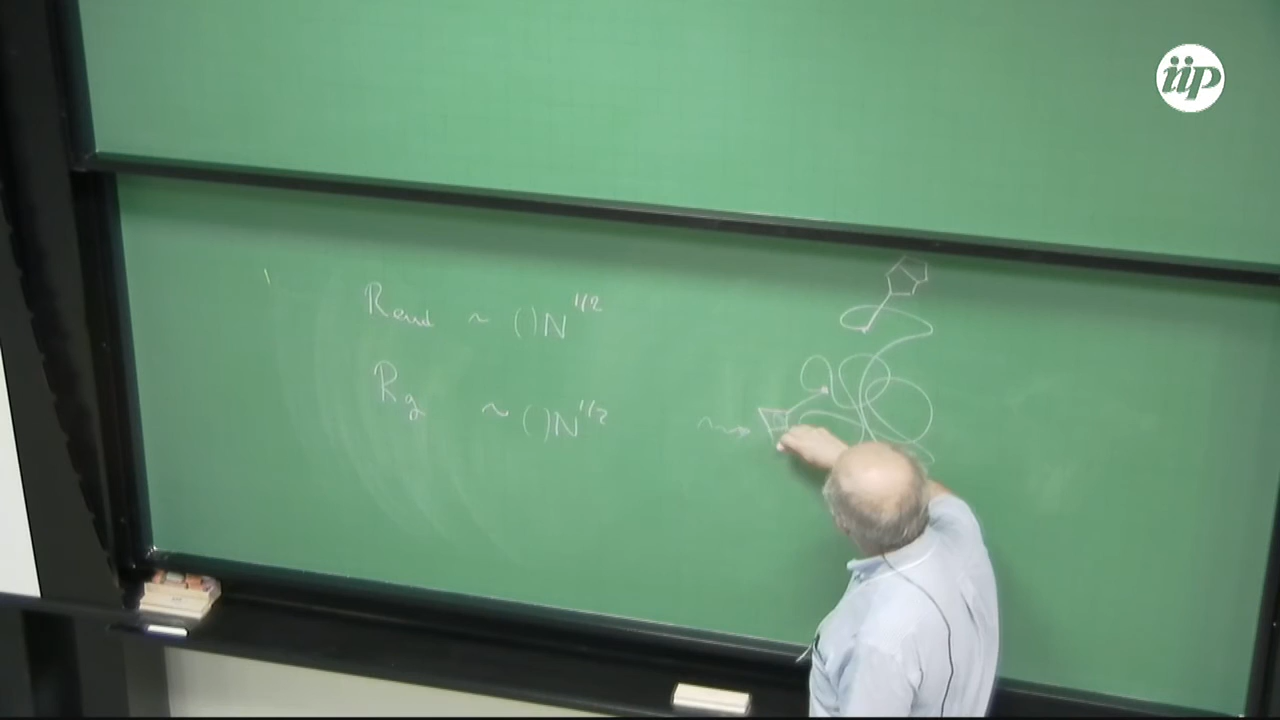 iip
R_end ~ ( ) N^{1/2}
R_g ~ ( ) N^{1/2}